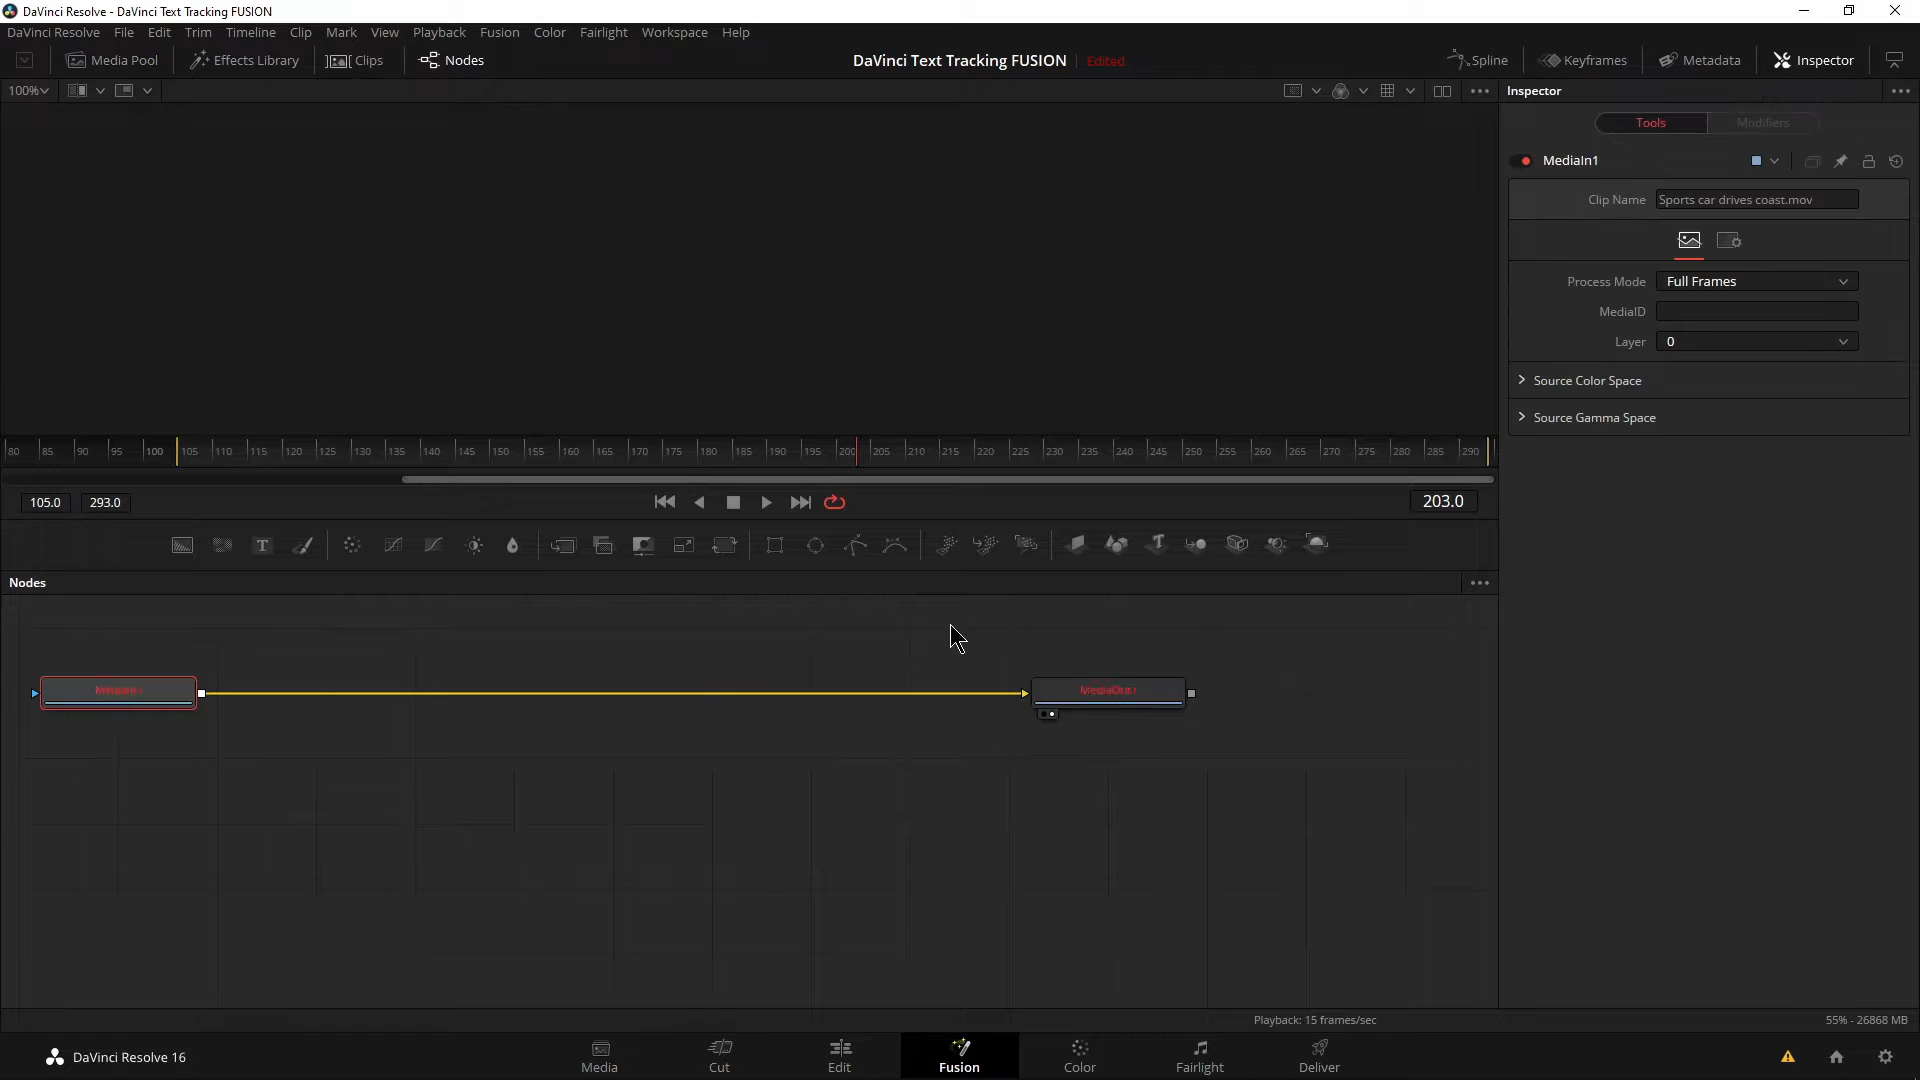 DaVinci Resolve - DaVinci Text Tracking FUSION
DaVinci Resolve File Edit Trim Timeline Clip Mark View Playback Fusion Color Fairlight Workspace Help
Media Pool Effects Library Clips Nodes DaVinci Text Tracking FUSION Edited Spline Keyframes Metadata Inspector
100% Inspector
Tools Modifiers
MediaIn1
Clip Name Sports car drives coast.mov
Process Mode Full Frames
MediaID
Layer 0
Source Color Space
Source Gamma Space
80 85 90 95 100 105 110 115 120 125 130 135 140 145 150 155 160 165 170 175 180 185 190 195 200 205 210 215 220 225 230 235 240 245 250 255 260 265 270 275 280 285 290
105.0 293.0 203.0
Nodes
MediaIn1 MediaOut1
Playback: 15 frames/sec 55% - 26868 MB
DaVinci Resolve 16 Media Cut Edit Fusion Color Fairlight Deliver